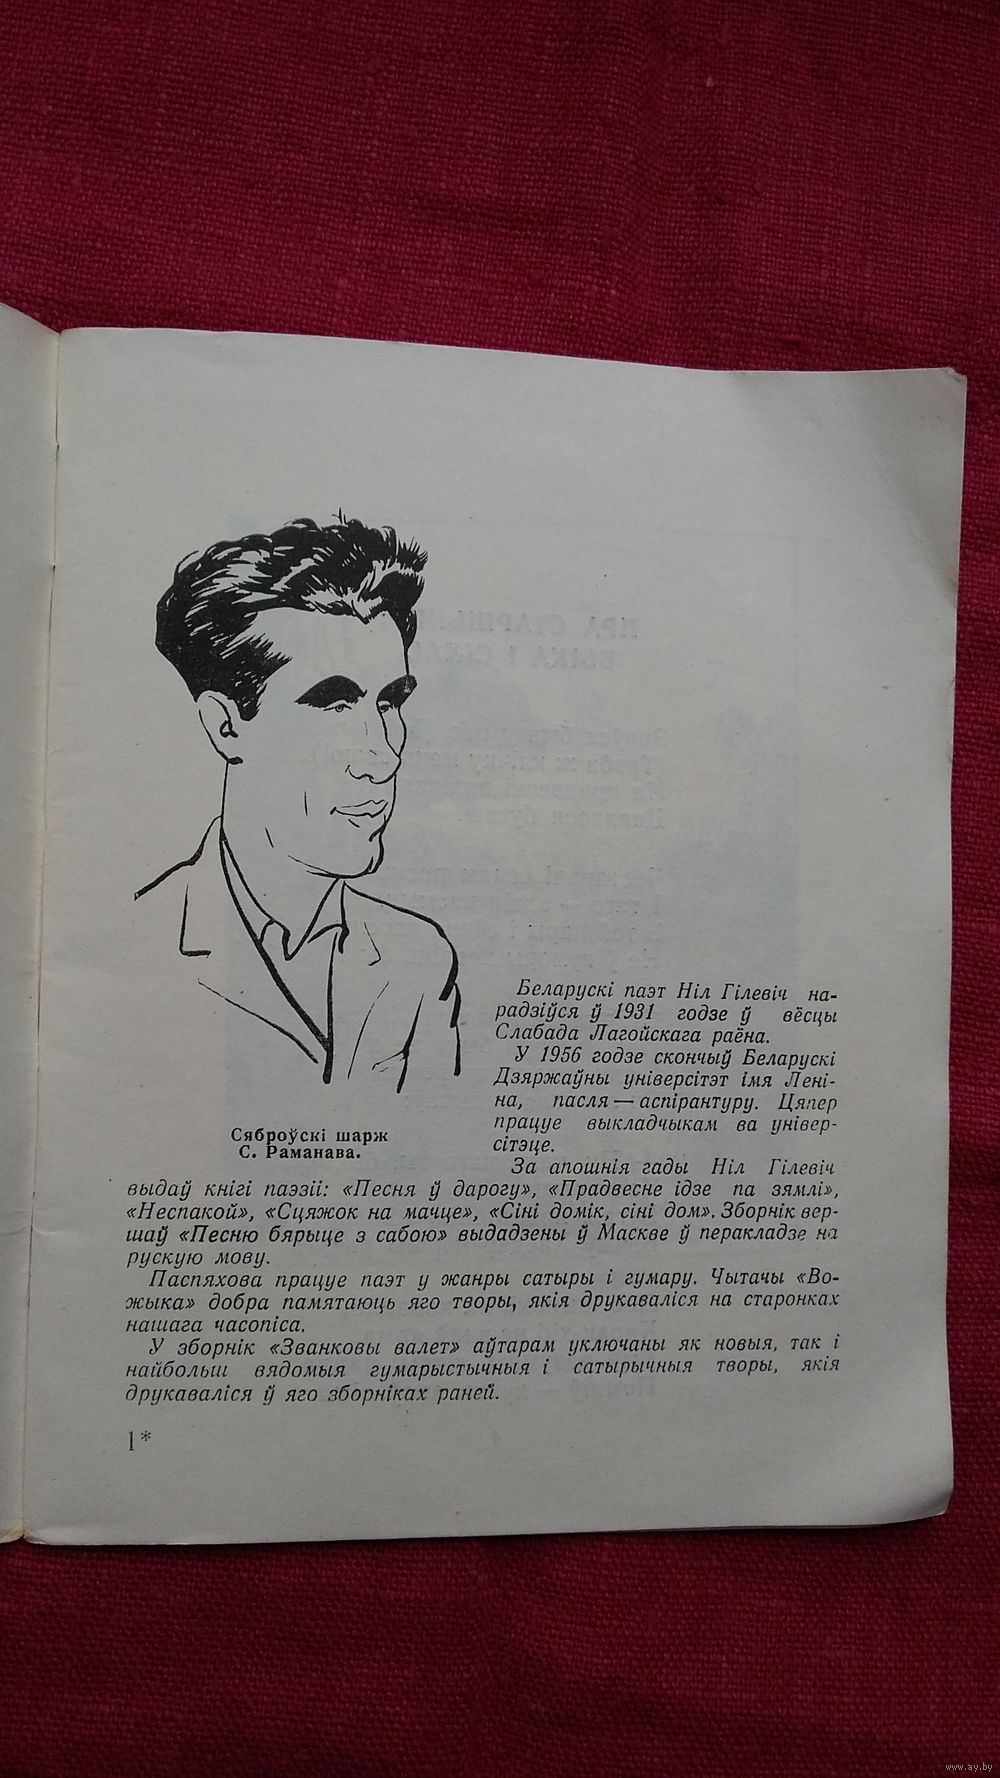 Сяброўскі шарж
С. Раманава.
Беларускі паэт Ніл Гілевіч на-
радзіўся ў 1931 годзе ў вёсцы
Слабада Лагойскага раёна.
У 1956 годзе скончыў Беларускі
Дзяржаўны універсітэт імя Лені-
на, пасля — аспірантуру. Цяпер
працуе выкладчыкам ва універ-
сітэце.
За апошнія гады Ніл Гілевіч
выдаў кнігі паэзіі: «Песня ў дарогу», «Прадвесне ідзе па зямлі»,
«Неспакой», «Сцяжок на мачце», «Сіні домік, сіні дом». Зборнік вер-
шаў «Песню бярыце з сабою» выдадзены ў Маскве ў перакладзе на
рускую мову.
Паспяхова працуе паэт у жанры сатыры і гумару. Чытачы «Во-
жыка» добра памятаюць яго творы, якія друкаваліся на старонках
нашага часопіса.
У зборнік «Званковы валет» аўтарам уключаны як новыя, так і
найбольш вядомыя гумарыстычныя і сатырычныя творы, якія
друкаваліся ў яго зборніках раней.
1*
www.ay.by